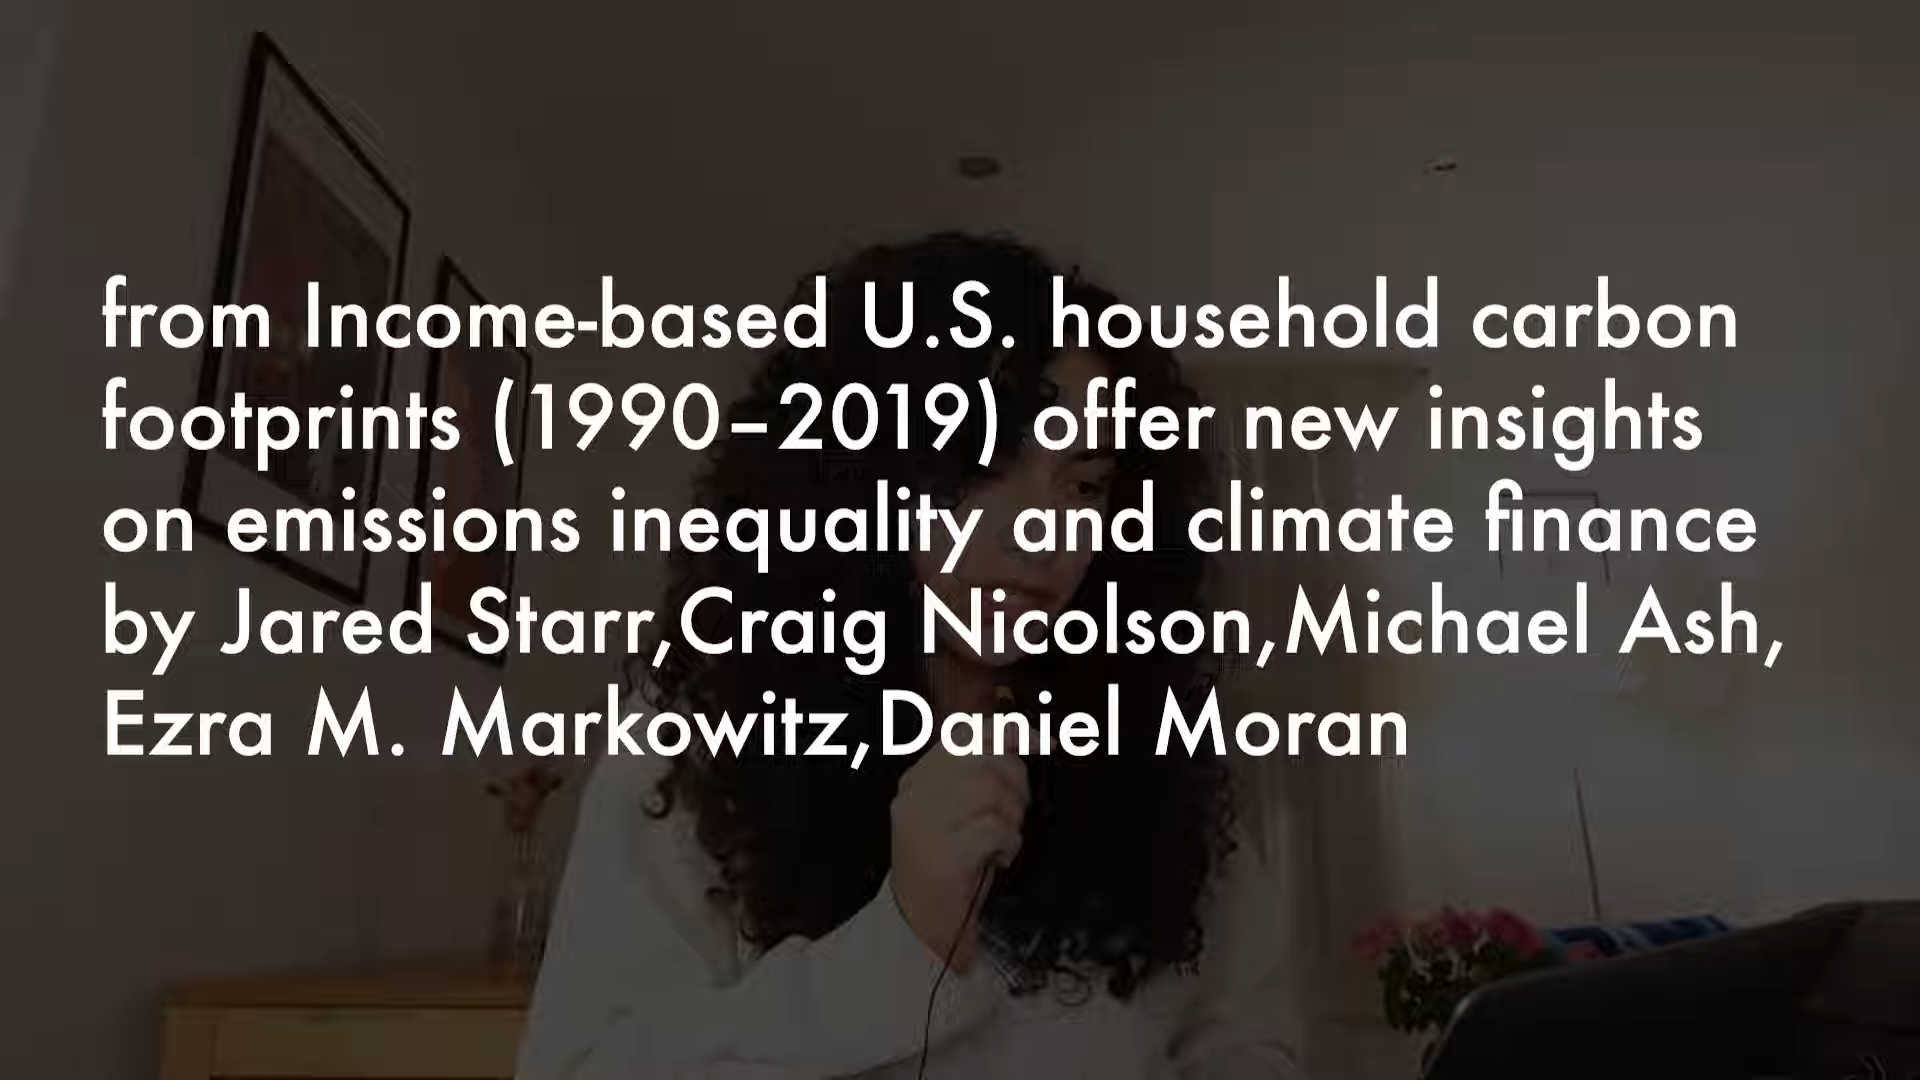 from Income-based U.S. household carbon
footprints (1990–2019) offer new insights
on emissions inequality and climate finance
by Jared Starr,Craig Nicolson,Michael Ash,
Ezra M. Markowitz,Daniel Moran